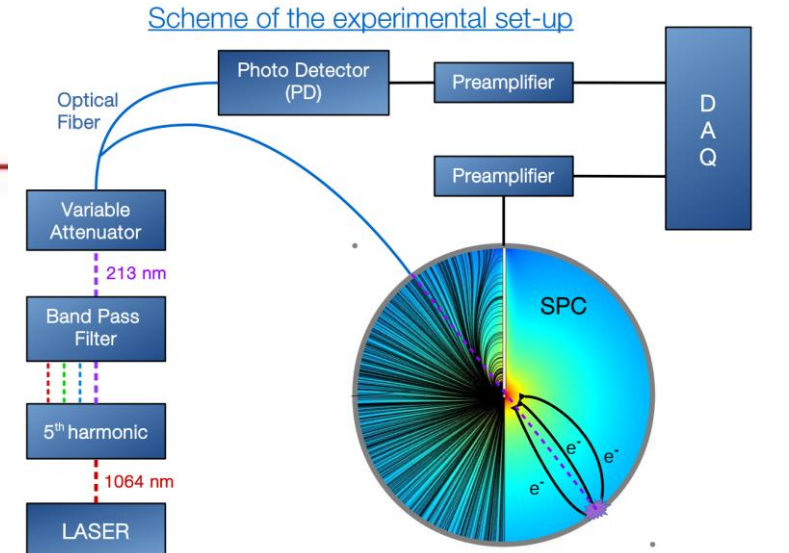 Scheme of the experimental set-up
Photo Detector
(PD)
Preamplifier
D
A
Q
Optical
Fiber
Preamplifier
Variable
Attenuator
213 nm
Band Pass
Filter
SPC
5th harmonic
e-
e-
e-
1064 nm
LASER